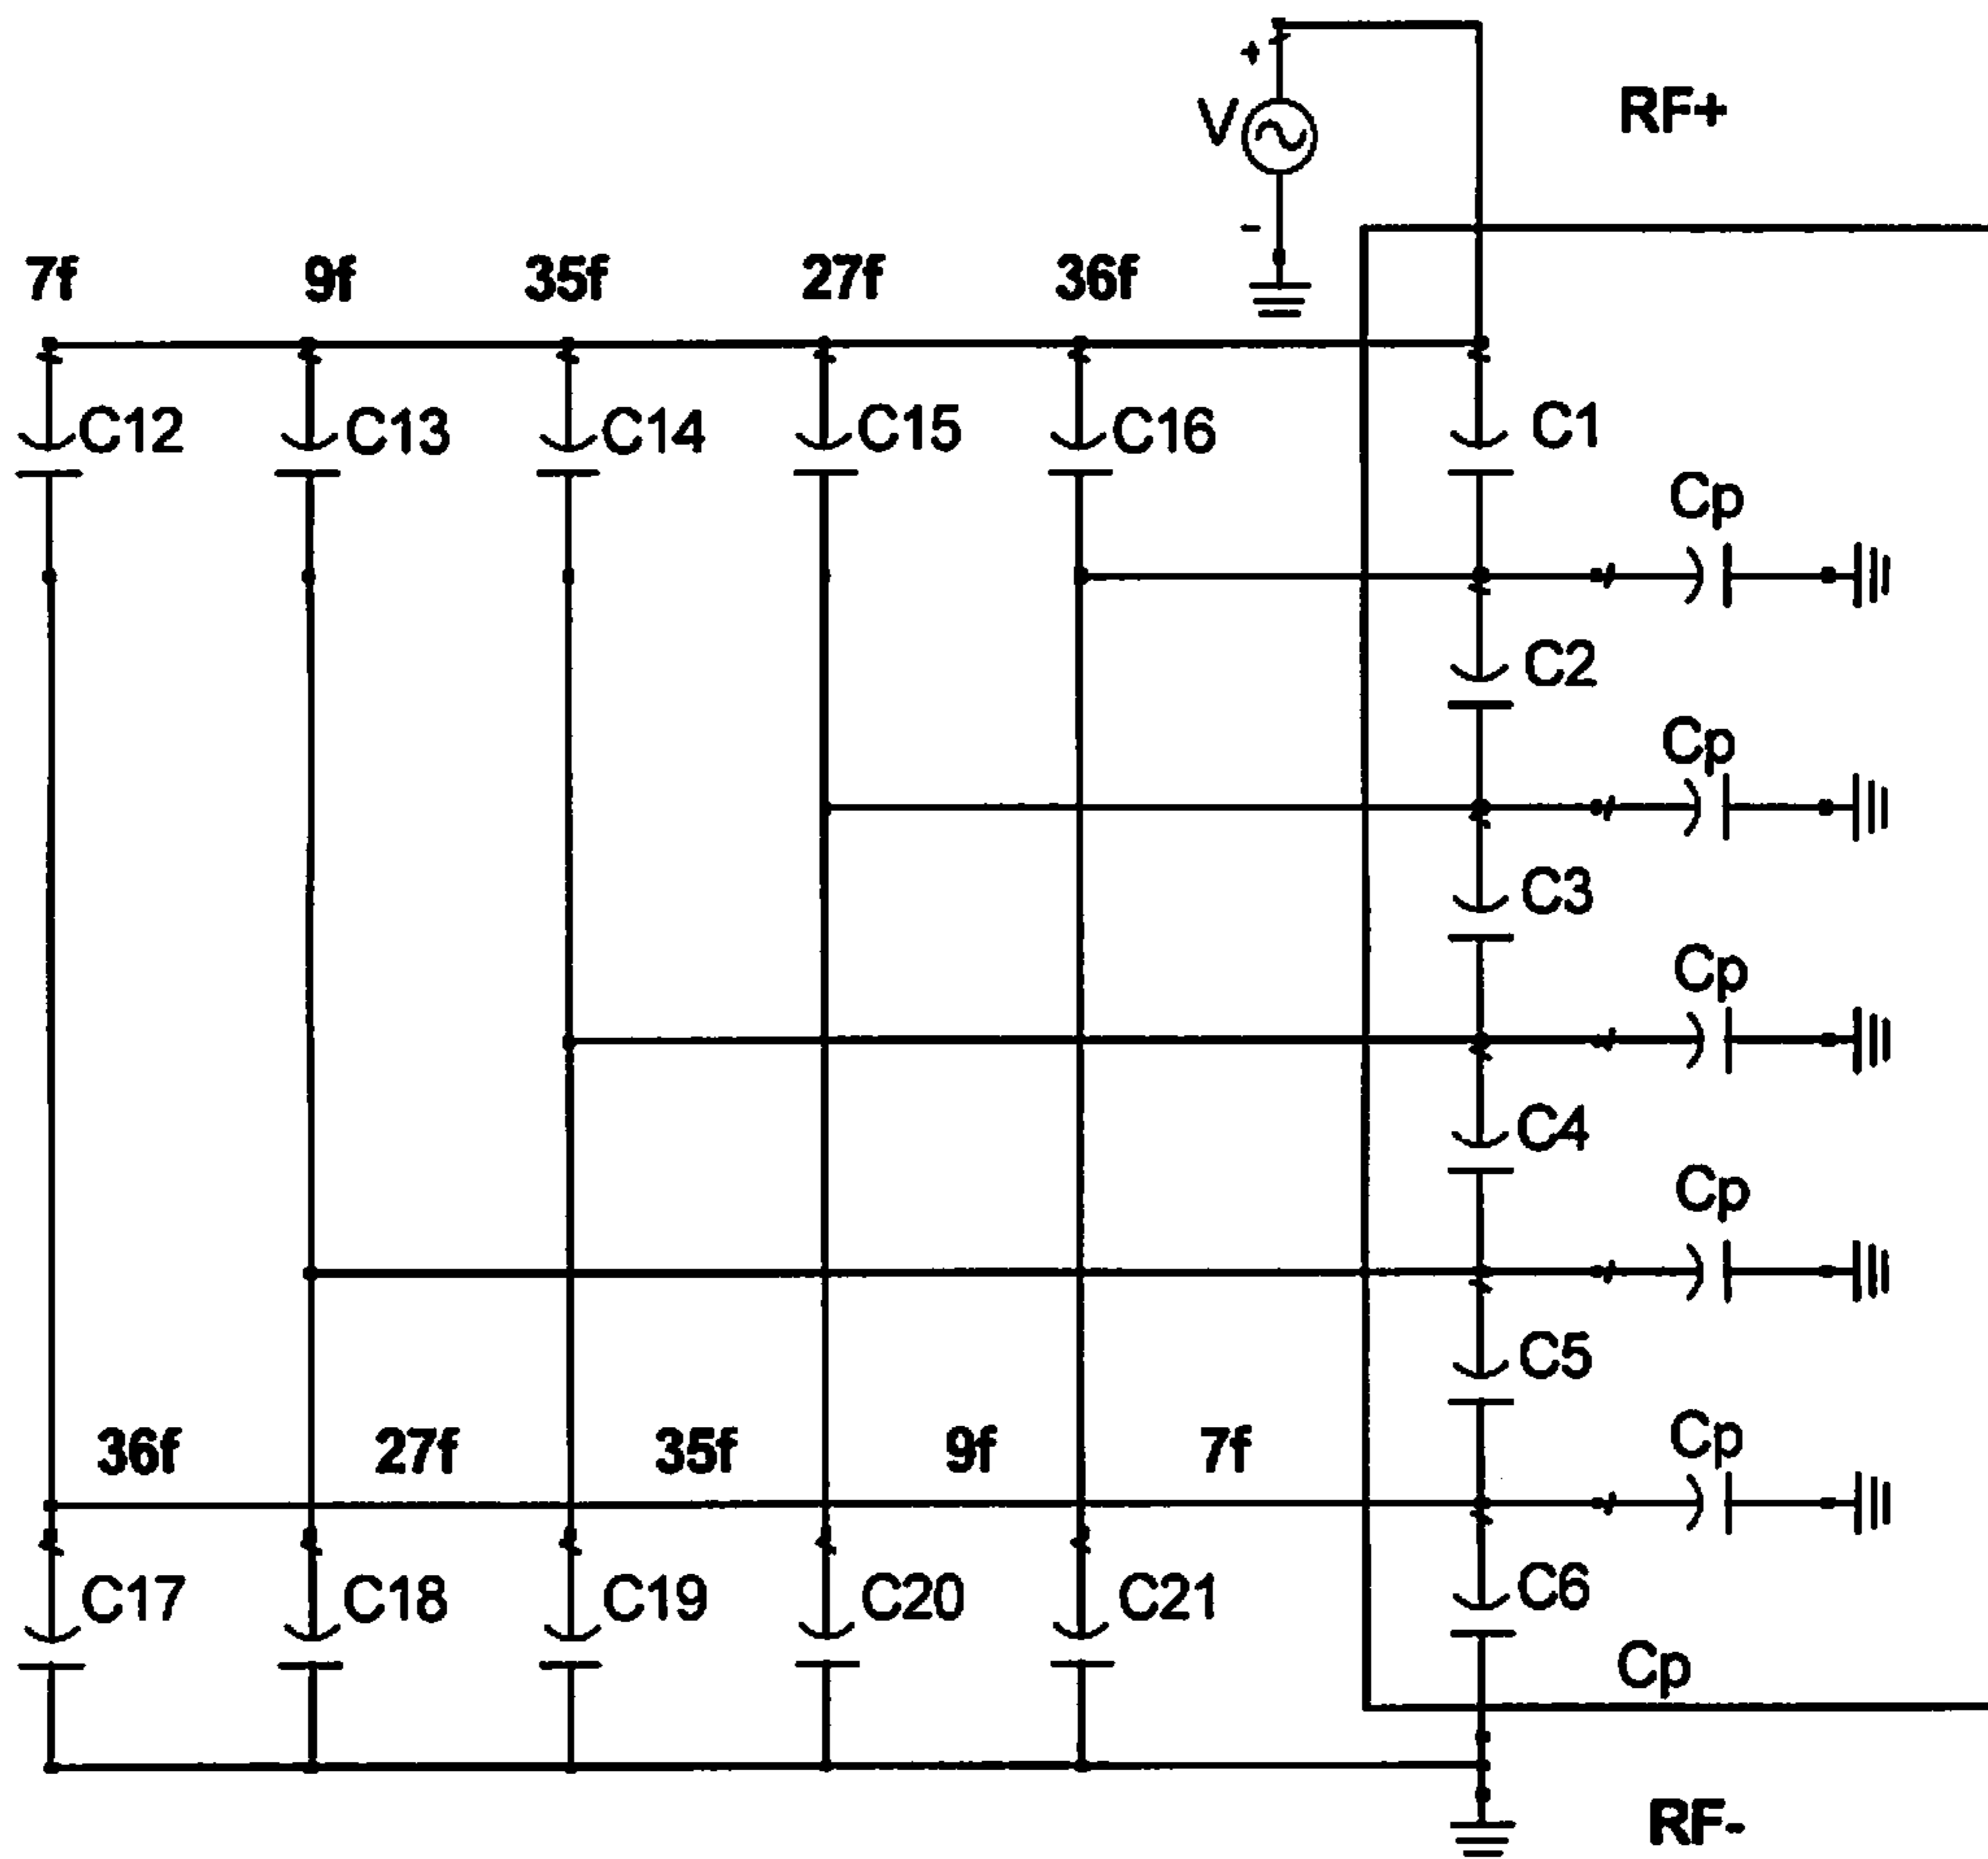 +
V
RF+
-
7f 9f 35f 27f 36f
C12 C13 C14 C15 C16 C1
Cp
C2
Cp
C3
Cp
C4
Cp
C5
36f 27f 35f 9f 7f Cp
C17 C18 C19 C20 C21 C6
Cp
RF-